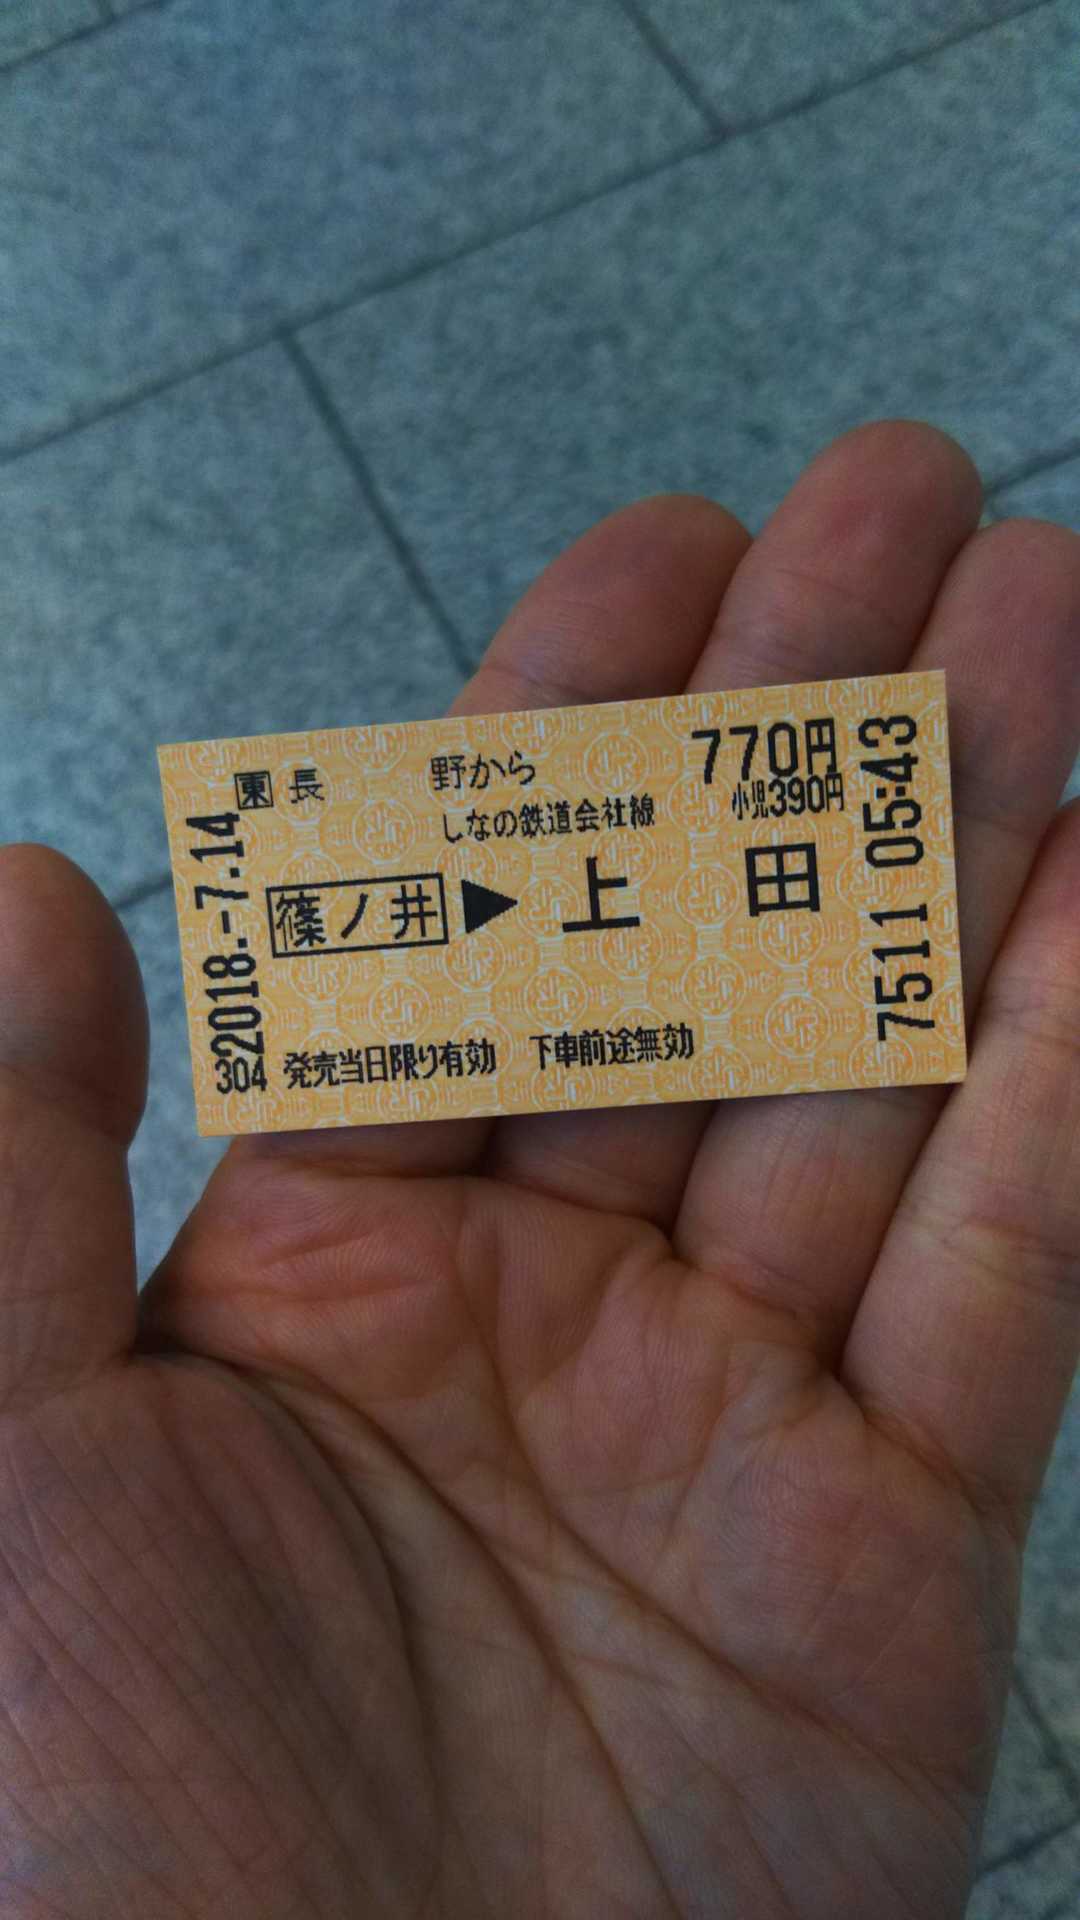 東 長 野から
770円
しなの鉄道会社線
小児390円
篠ノ井 ▶ 上 田
発売当日限り有効 下車前途無効
304
2018.-7.14
7511 05:43